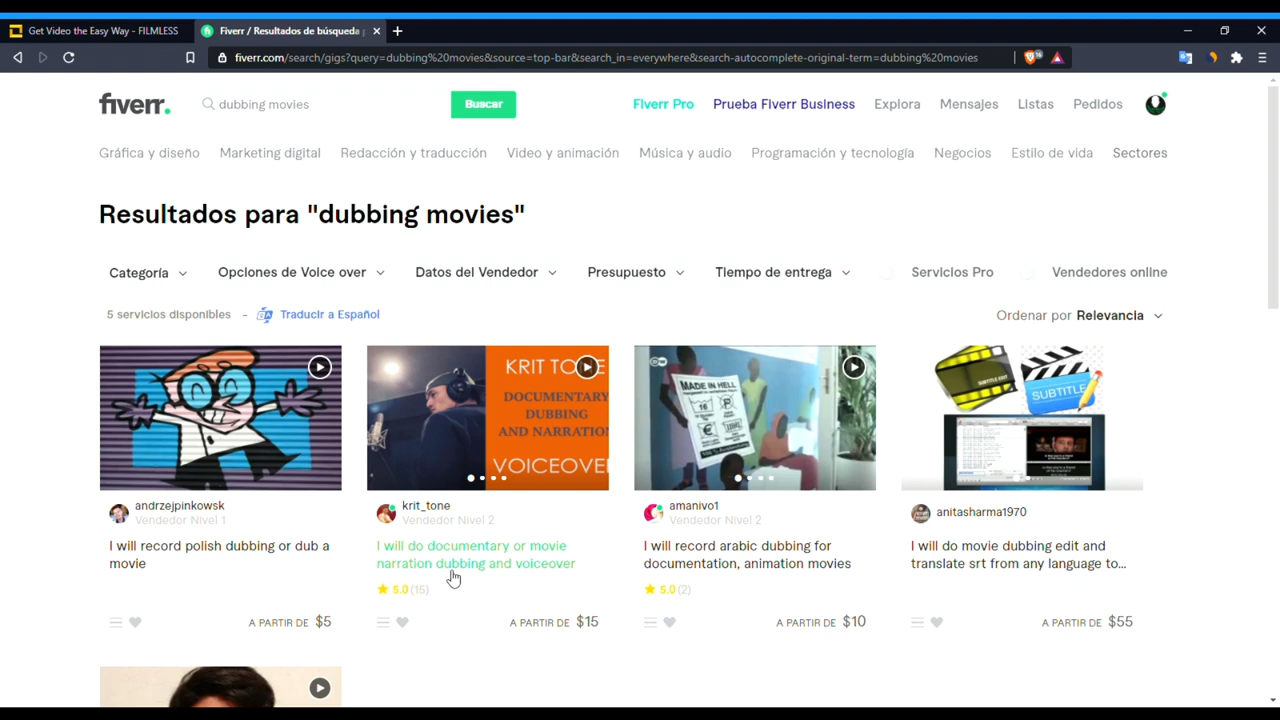 Get Video the Easy Way - FILMLESS
Fiverr / Resultados de búsqueda
fiverr.com/search/gigs?query=dubbing%20movies&source=top-bar&search_in=everywhere&search-autocomplete-original-term=dubbing%20movies
fiverr.
dubbing movies
Buscar
Fiverr Pro
Prueba Fiverr Business
Explora
Mensajes
Listas
Pedidos
Gráfica y diseño
Marketing digital
Redacción y traducción
Video y animación
Música y audio
Programación y tecnología
Negocios
Estilo de vida
Sectores
Resultados para "dubbing movies"
Categoría
Opciones de Voice over
Datos del Vendedor
Presupuesto
Tiempo de entrega
Servicios Pro
Vendedores online
5 servicios disponibles -
Traducir a Español
Ordenar por Relevancia
KRIT TONE
DOCUMENTARY
DUBBING
AND NARRATION
VOICEOVER
MADE IN HELL
SUBTITLE EDIT
SUBTITLE
andrzejpinkowsk
Vendedor Nivel 1
I will record polish dubbing or dub a
movie
A PARTIR DE $5
krit_tone
Vendedor Nivel 2
I will do documentary or movie
narration dubbing and voiceover
5.0 (15)
A PARTIR DE $15
amanivo1
Vendedor Nivel 2
I will record arabic dubbing for
documentation, animation movies
5.0 (2)
A PARTIR DE $10
anitasharma1970
I will do movie dubbing edit and
translate srt from any language to...
A PARTIR DE $55